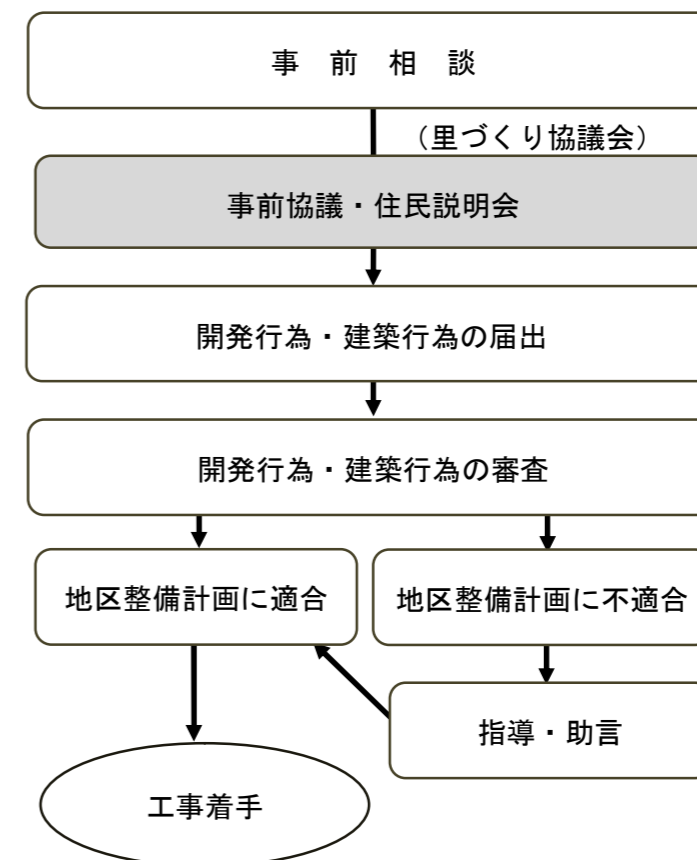 事　前　相　談
（里づくり協議会）
事前協議・住民説明会
開発行為・建築行為の届出
開発行為・建築行為の審査
地区整備計画に適合
地区整備計画に不適合
指導・助言
工事着手